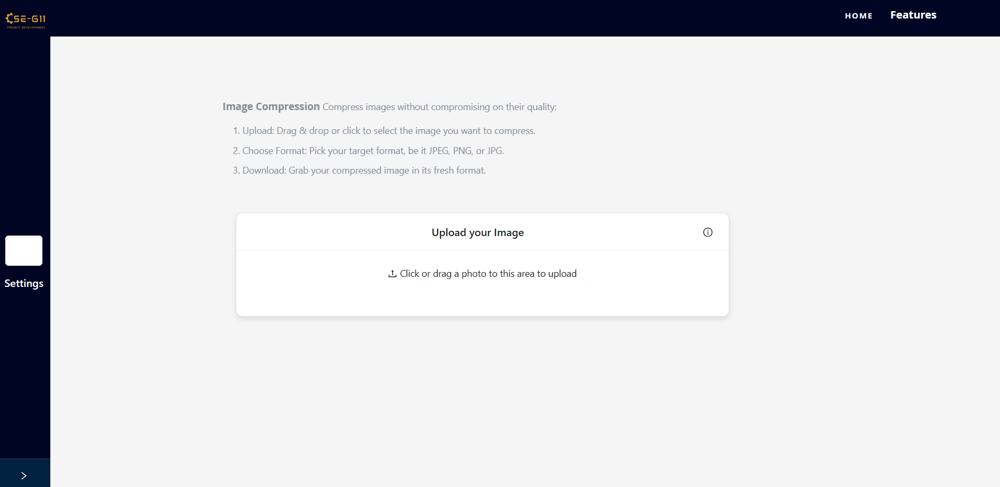 CSE-G11
PROJECT DEVELOPEMENT
HOME Features
Image Compression Compress images without compromising on their quality:
1. Upload: Drag & drop or click to select the image you want to compress.
2. Choose Format: Pick your target format, be it JPEG, PNG, or JPG.
3. Download: Grab your compressed image in its fresh format.
Upload your Image
Click or drag a photo to this area to upload
Settings